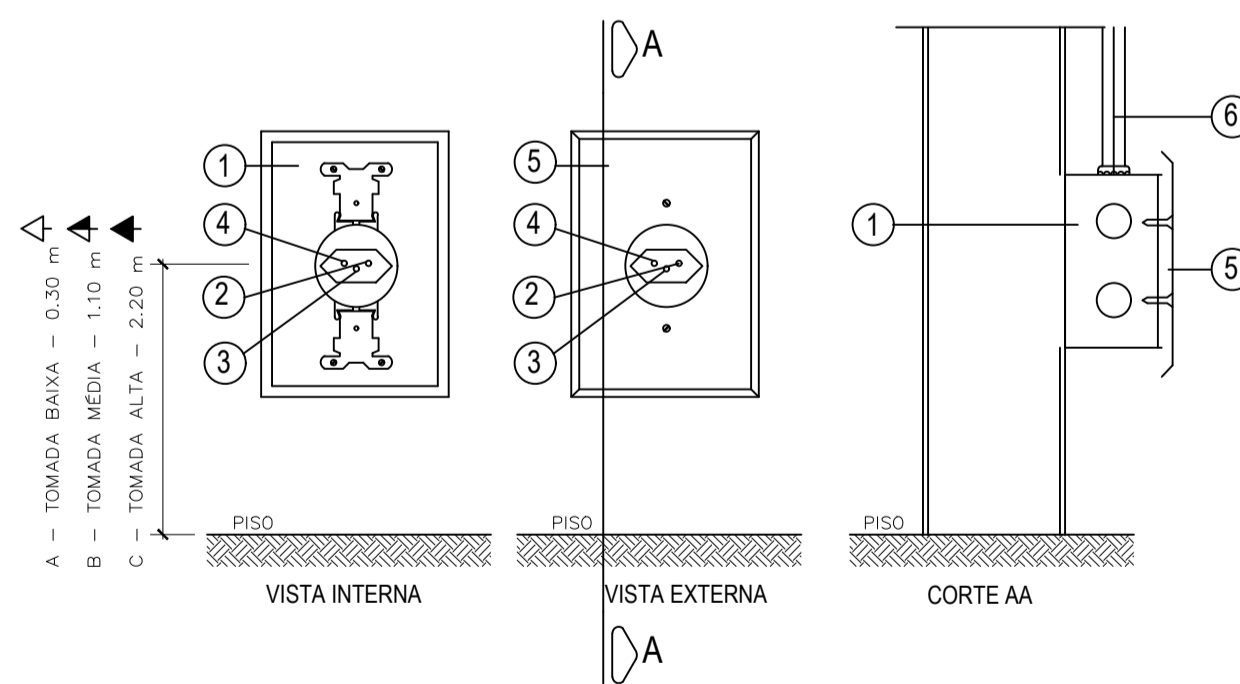 A
1
4
2
3
5
4
2
3
6
1
5
A – TOMADA BAIXA – 0.30 m
B – TOMADA MÉDIA – 1.10 m
C – TOMADA ALTA – 2.20 m
PISO
PISO
PISO
VISTA INTERNA
VISTA EXTERNA
CORTE AA
A